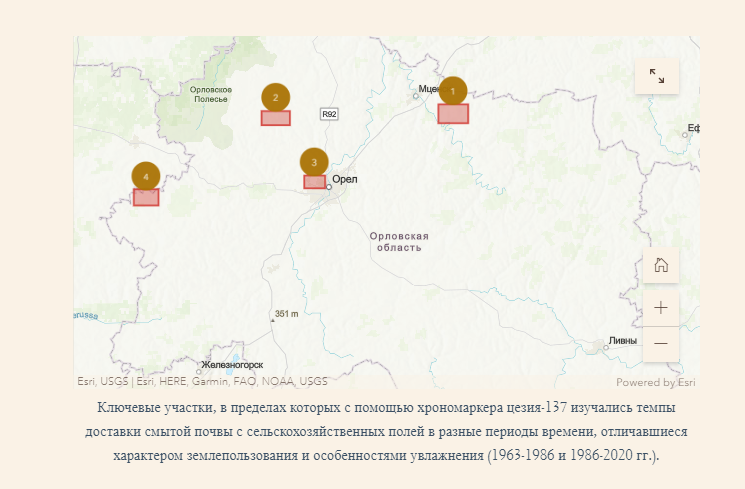 Орловское
Полесье
Мцен
1
2
R92
Еф
3
4
Орел
Орловская
область
351 m
Ливны
Железногорск
Esri, USGS | Esri, HERE, Garmin, FAO, NOAA, USGS
Powered by Esri
Ключевые участки, в пределах которых с помощью хрономаркера цезия-137 изучались темпы
доставки смытой почвы с сельскохозяйственных полей в разные периоды времени, отличавшиеся
характером землепользования и особенностями увлажнения (1963-1986 и 1986-2020 гг.).